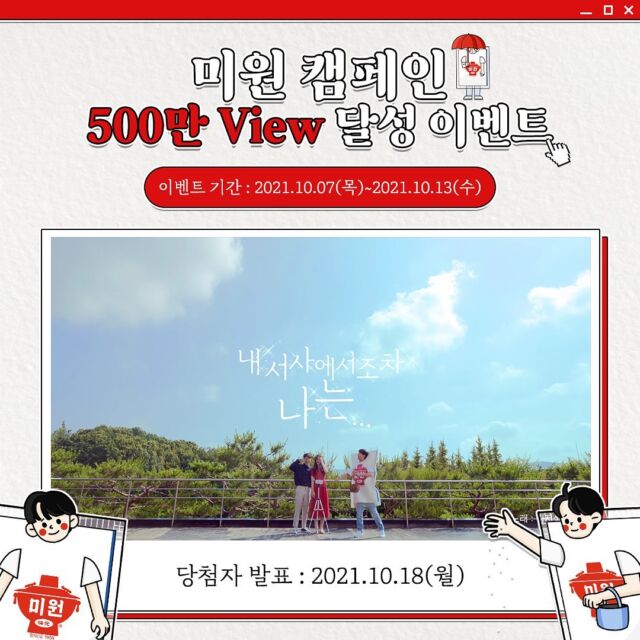 미원 캠페인
500만 View 달성 이벤트
이벤트 기간 : 2021.10.07(목)~2021.10.13(수)
내 서사에서조차
나는...
당첨자 발표 : 2021.10.18(월)
미원
미원